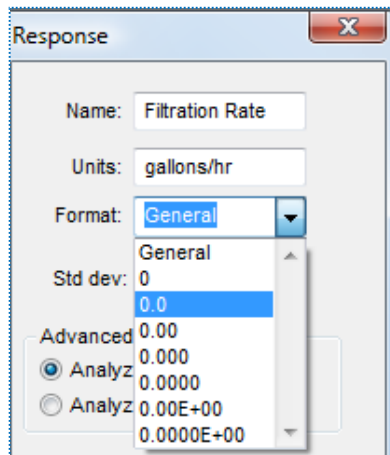 Response
Name: Filtration Rate
Units: gallons/hr
Format: General
General
Std dev: 0
0.0
Advanced 0.00
0.000
Analyz 0.0000
0.00E+00
Analyz 0.0000E+00